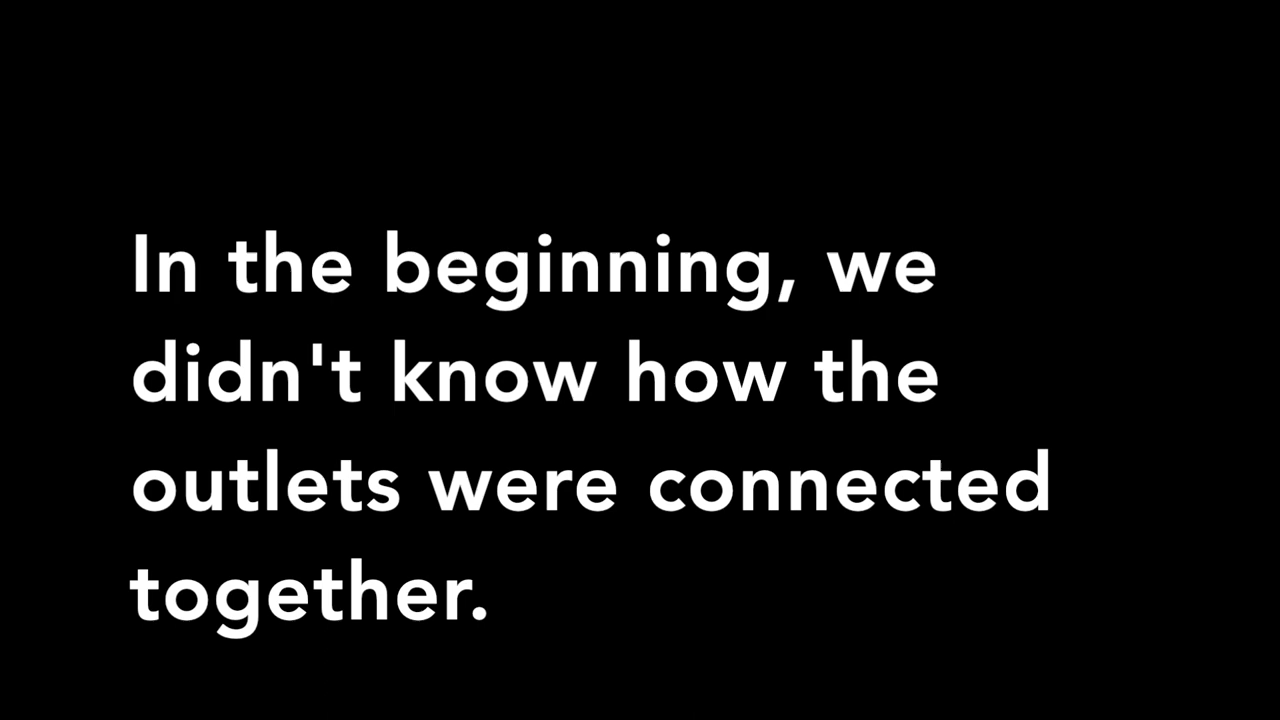 In the beginning, we
didn't know how the
outlets were connected
together.